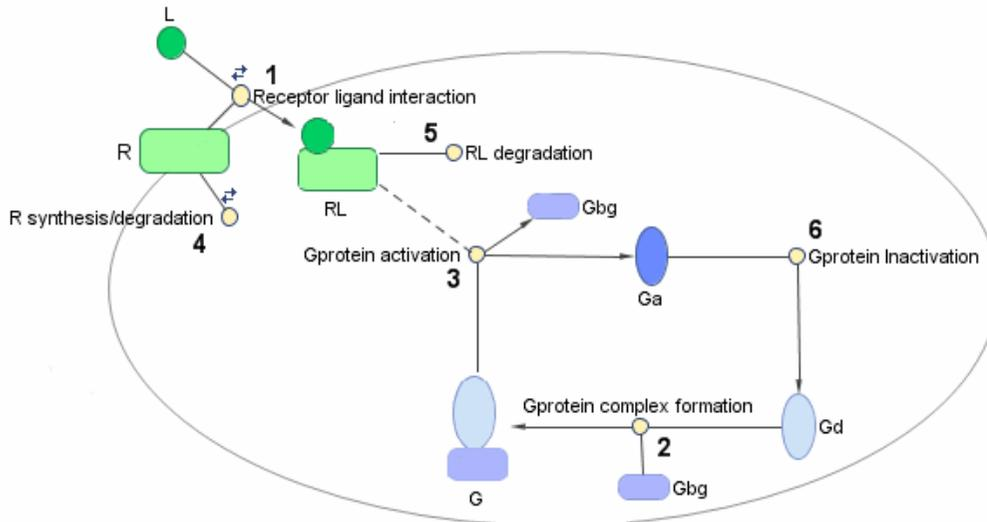 L
1
Receptor ligand interaction
R
5
RL degradation
RL
R synthesis/degradation
4
Gbg
Gprotein activation
3
6
Gprotein Inactivation
Ga
Gprotein complex formation
Gd
2
G
Gbg